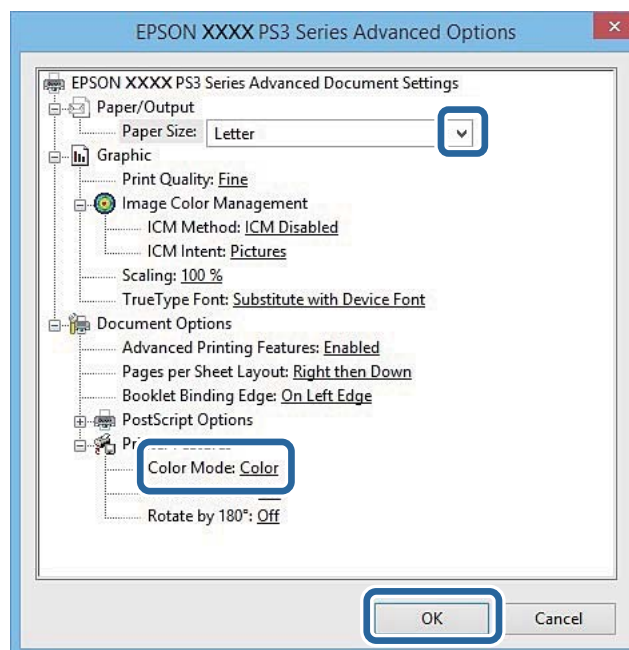 EPSON XXXX PS3 Series Advanced Options
EPSON XXXX PS3 Series Advanced Document Settings
Paper/Output
Paper Size: Letter
Graphic
Print Quality: Fine
Image Color Management
ICM Method: ICM Disabled
ICM Intent: Pictures
Scaling: 100 %
TrueType Font: Substitute with Device Font
Document Options
Advanced Printing Features: Enabled
Pages per Sheet Layout: Right then Down
Booklet Binding Edge: On Left Edge
PostScript Options
Color Mode: Color
Rotate by 180°: Off
OK Cancel